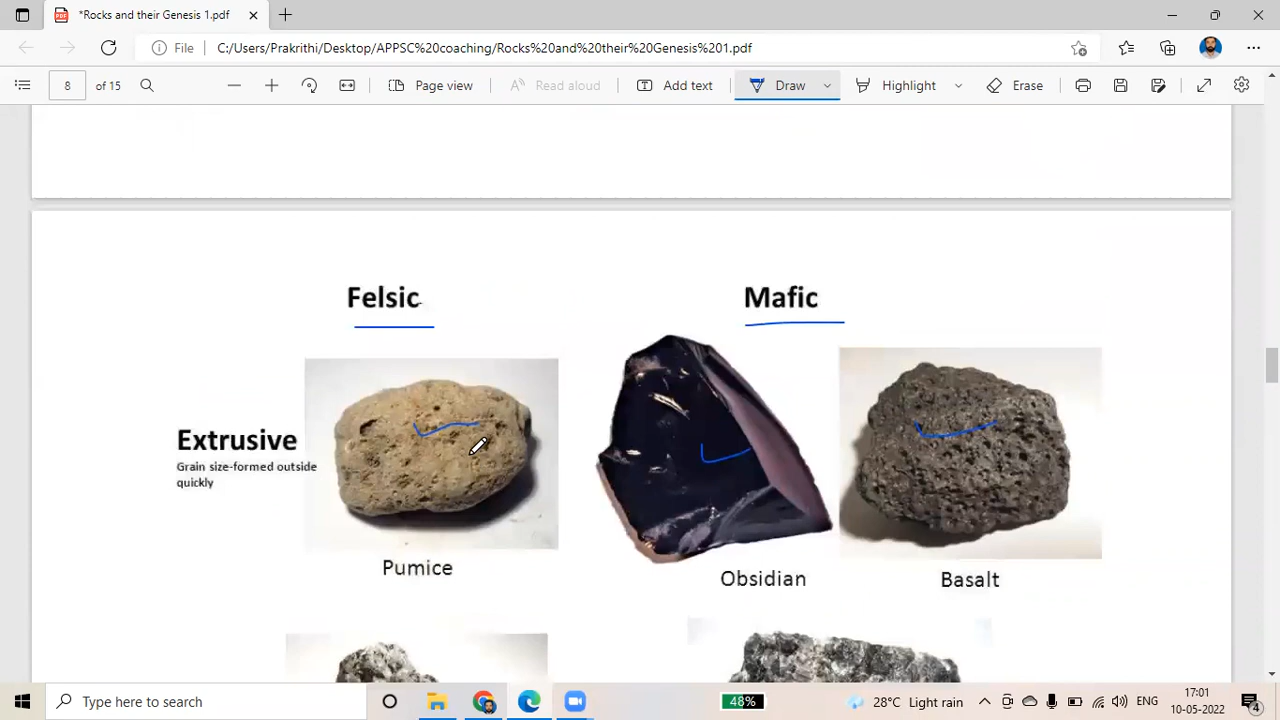 *Rocks and their Genesis 1.pdf
File C:/Users/Prakrithi/Desktop/APPSC%20coaching/Rocks%20and%20their%20Genesis%201.pdf
8 of 15 Page view Read aloud Add text Draw Highlight Erase
Felsic Mafic
Extrusive
Grain size-formed outside
quickly
Pumice Obsidian Basalt
Type here to search 48% 28°C Light rain ENG 17:01
10-05-2022
4